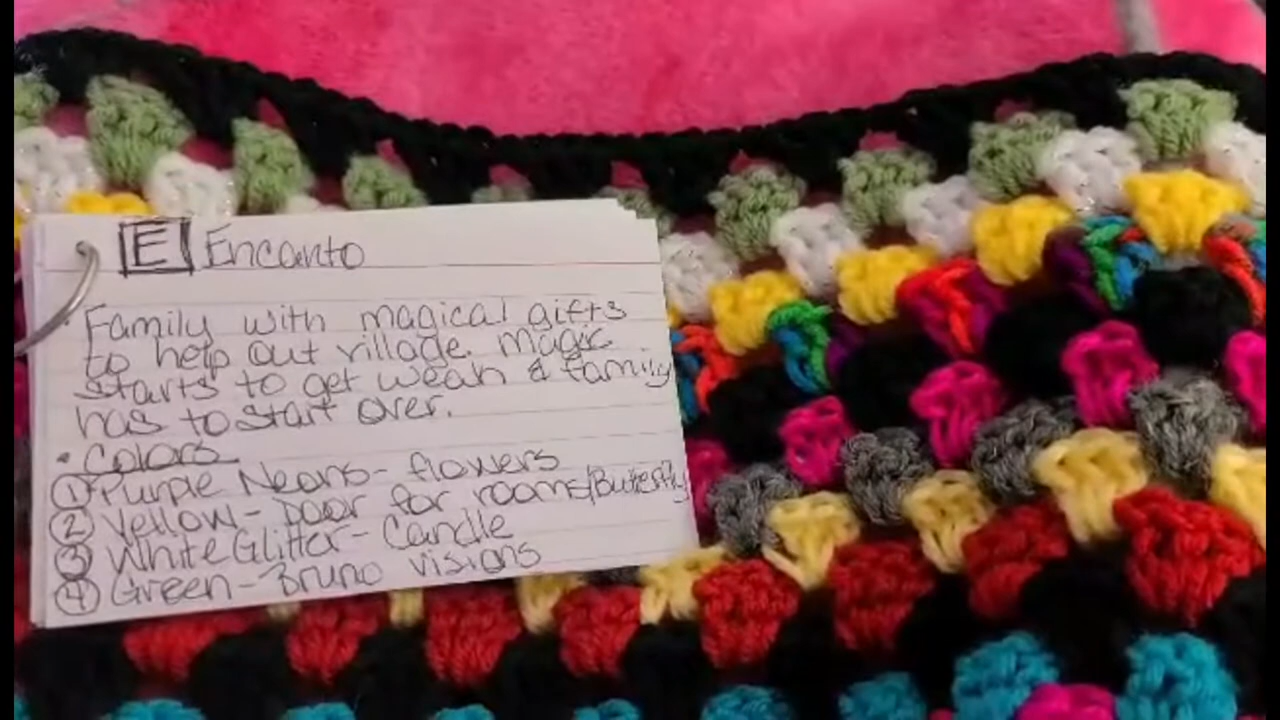 E Encanto
• Family with magical gifts
to help out village. Magic
starts to get weak & family
has to start over.
• Colors
① Purple Neons - flowers
② Yellow - Door for rooms/Butterfly
③ White Glitter - Candle
④ Green - Bruno visions